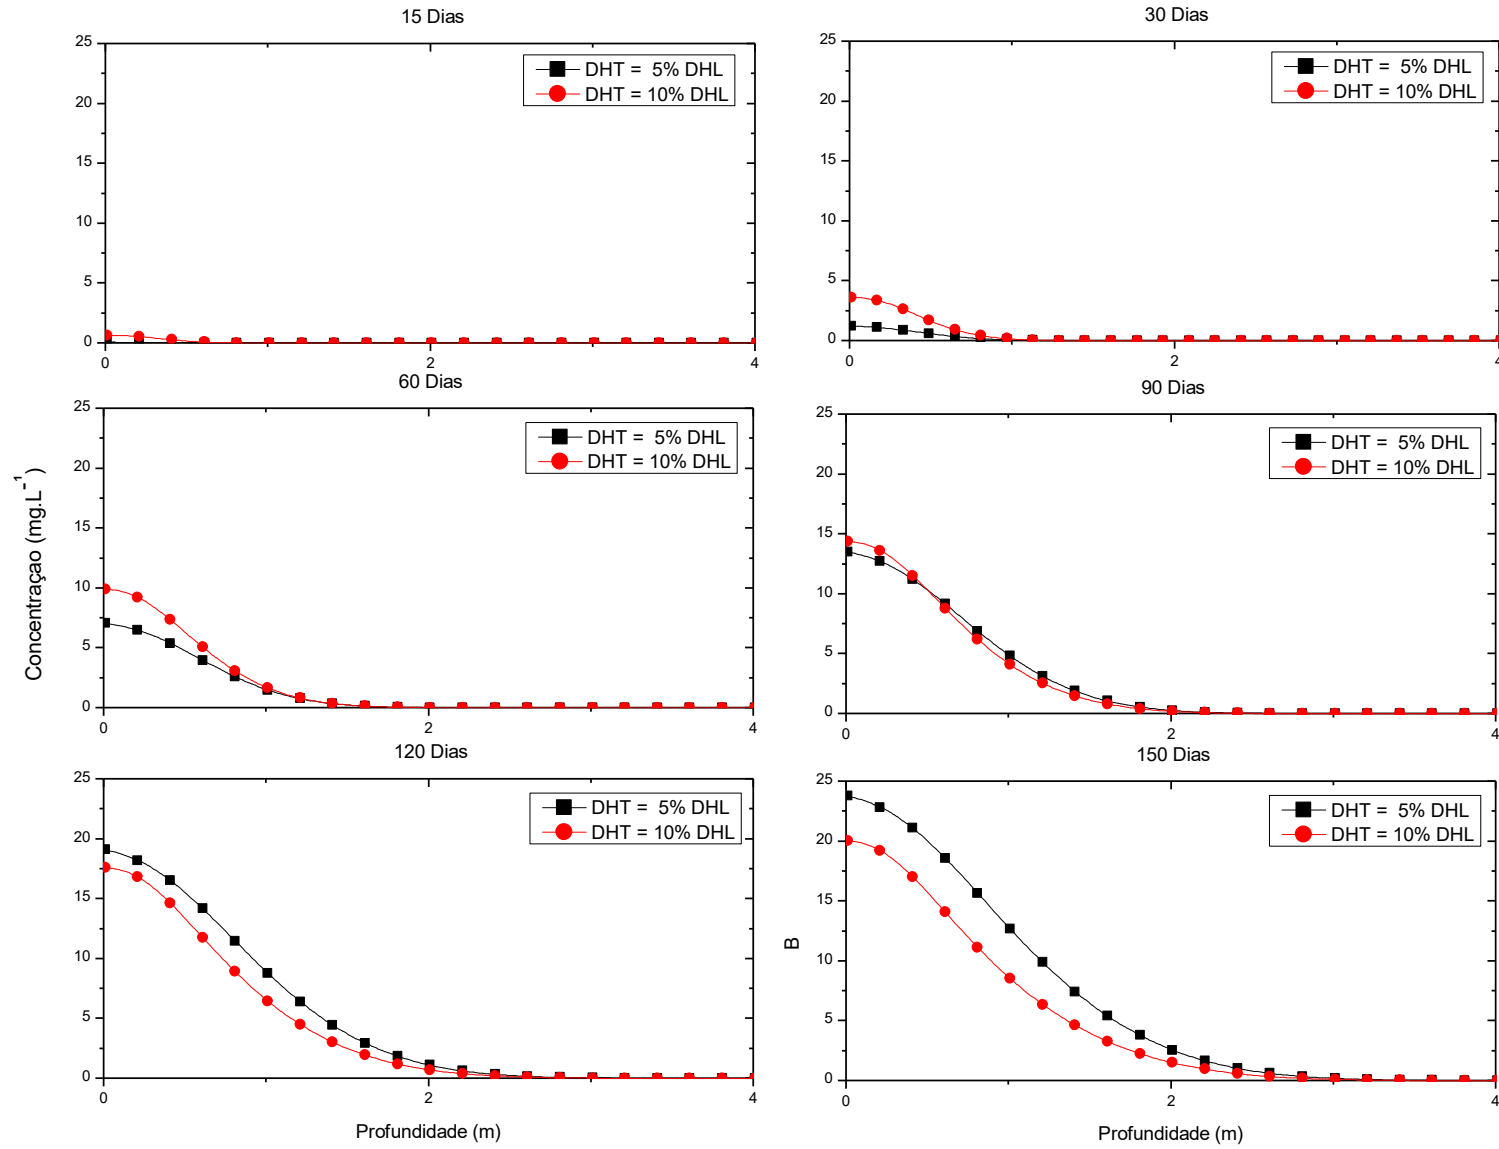 15 Dias
25
20
15
10
5
0
0
2
4
DHT = 5% DHL
DHT = 10% DHL
30 Dias
25
20
15
10
5
0
0
2
4
DHT = 5% DHL
DHT = 10% DHL
Concentraçao (mg.L-1)
60 Dias
25
20
15
10
5
0
0
2
4
DHT = 5% DHL
DHT = 10% DHL
90 Dias
25
20
15
10
5
0
0
2
4
DHT = 5% DHL
DHT = 10% DHL
120 Dias
25
20
15
10
5
0
0
2
4
DHT = 5% DHL
DHT = 10% DHL
Profundidade (m)
150 Dias
B
25
20
15
10
5
0
0
2
4
DHT = 5% DHL
DHT = 10% DHL
Profundidade (m)